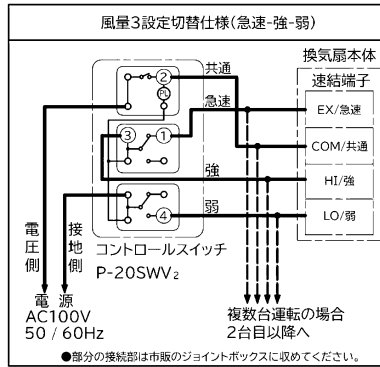 風量3設定切替仕様(急速-強-弱)
換気扇本体
速結端子
共通
②
PL
急速
EX/急速
③
①
COM/共通
強
HI/強
弱
④
LO/弱
電圧側
接地側
コントロールスイッチ
P-20SWV2
電源
AC100V
50 / 60Hz
複数台運転の場合
2台目以降へ
●部分の接続部は市販のジョイントボックスに収めてください。